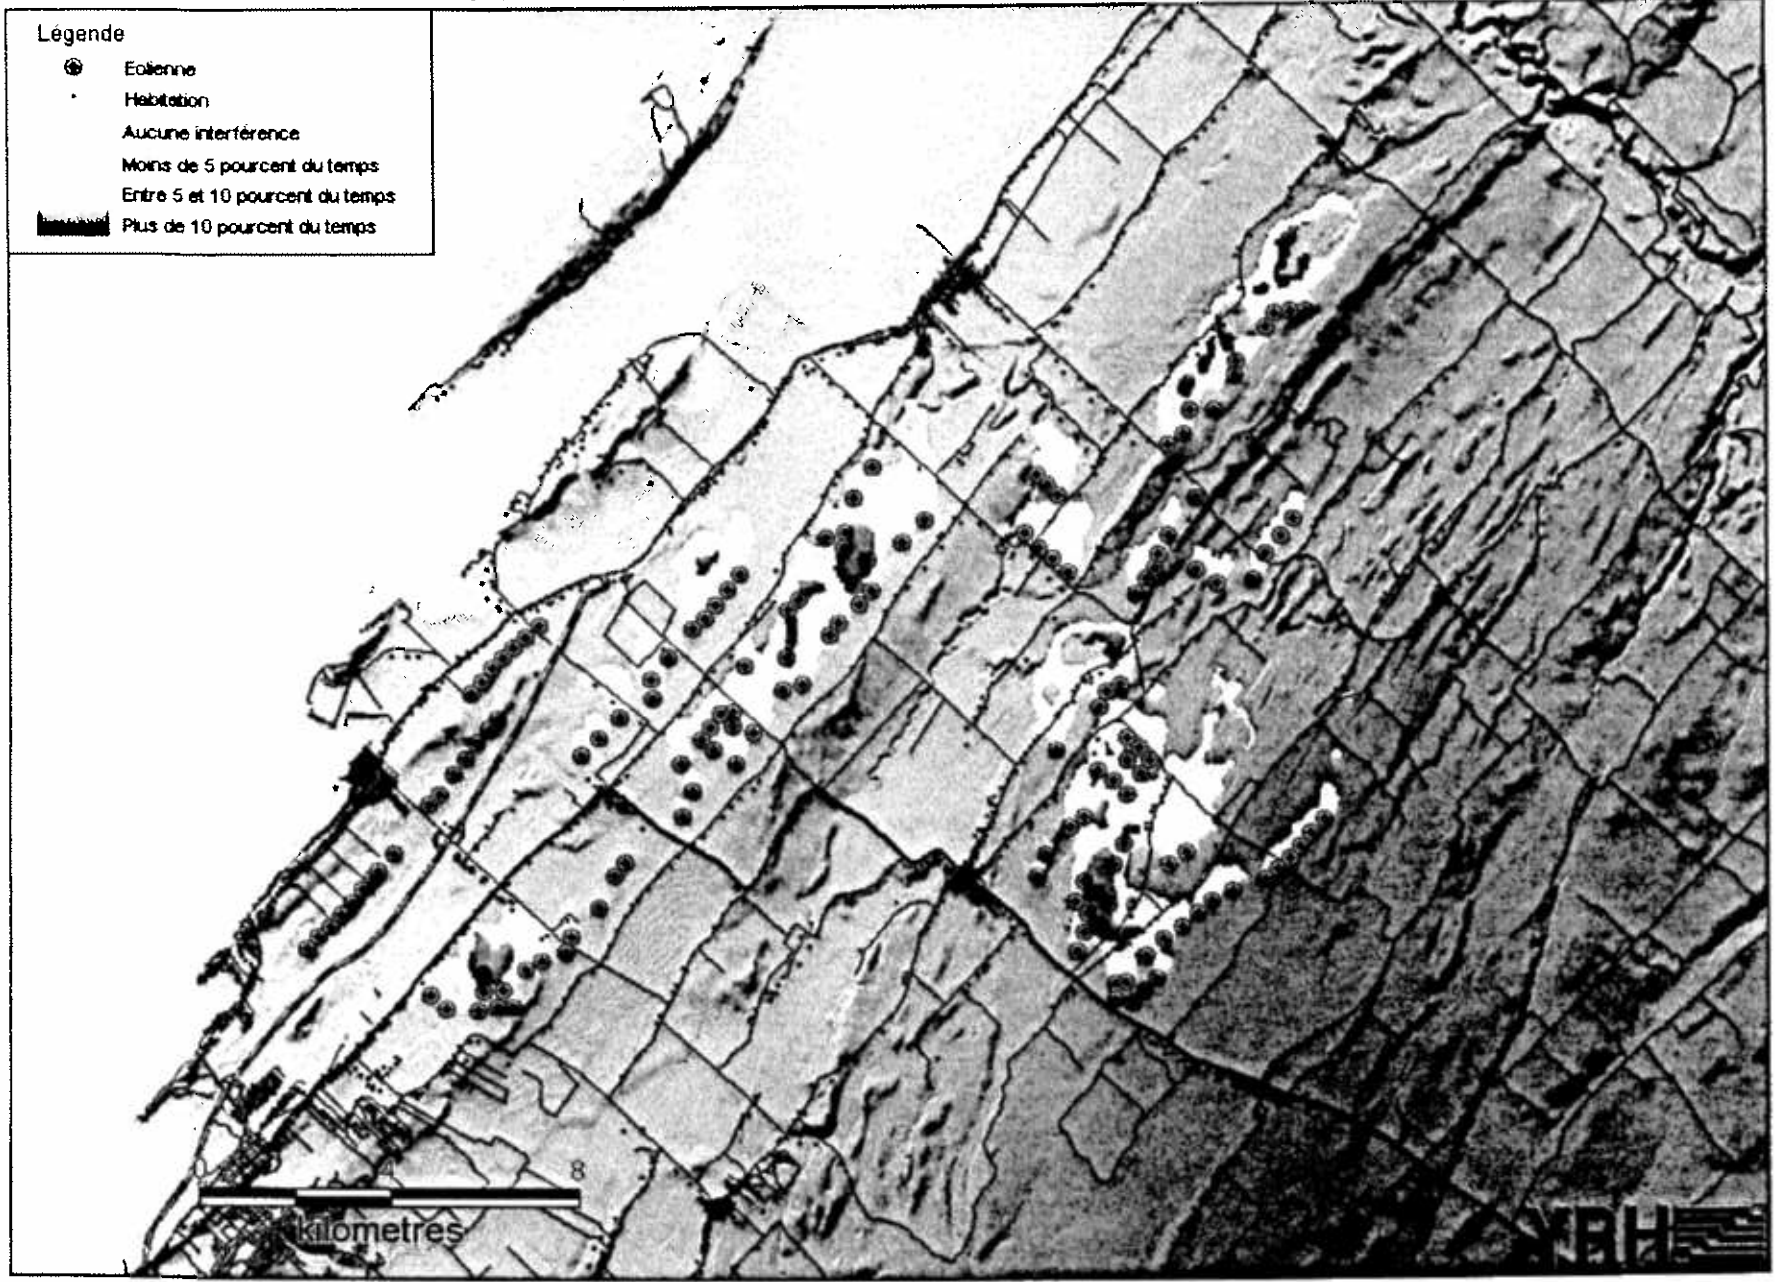 Légende
Eolienne
Habitation
Aucune interférence
Moins de 5 pourcent du temps
Entre 5 et 10 pourcent du temps
Plus de 10 pourcent du temps
0 4 8
kilometres
YRH